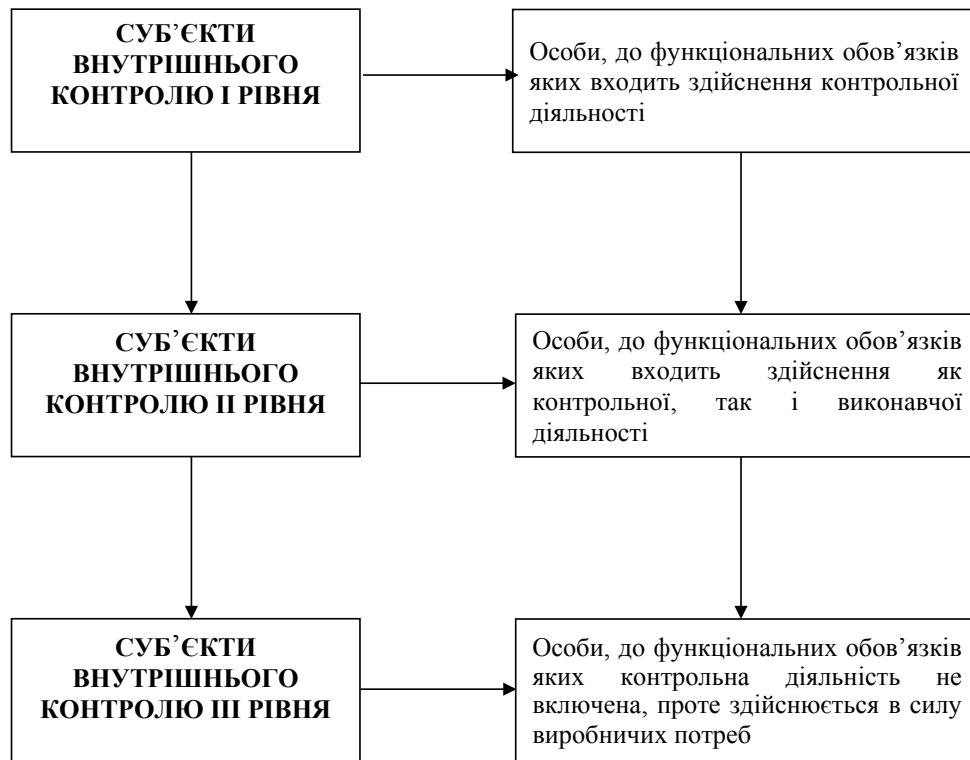 СУБ’ЄКТИ
ВНУТРІШНЬОГО
КОНТРОЛЮ І РІВНЯ
Особи, до функціональних обов’язків
яких входить здійснення контрольної
діяльності
СУБ’ЄКТИ
ВНУТРІШНЬОГО
КОНТРОЛЮ ІІ РІВНЯ
Особи, до функціональних обов’язків
яких входить здійснення як
контрольної, так і виконавчої
діяльності
СУБ’ЄКТИ
ВНУТРІШНЬОГО
КОНТРОЛЮ ІІІ РІВНЯ
Особи, до функціональних обов’язків
яких контрольна діяльність не
включена, проте здійснюється в силу
виробничих потреб